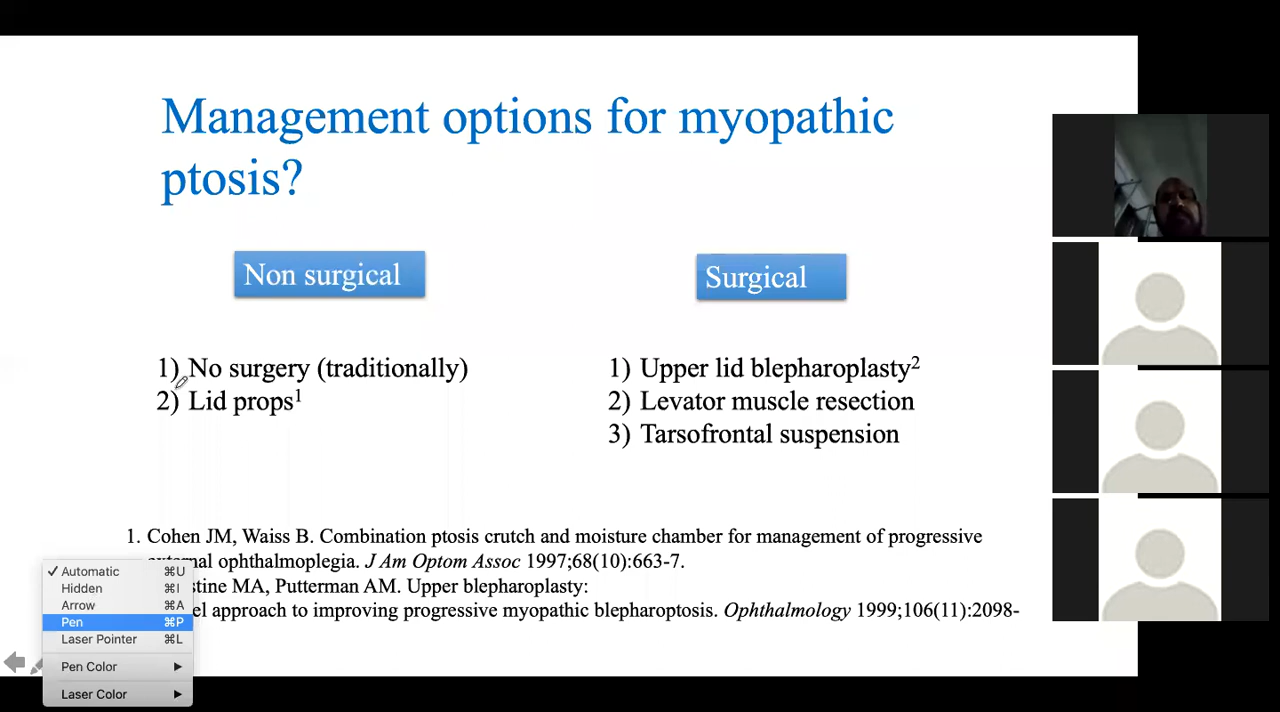 Management options for myopathic
ptosis?
Non surgical
Surgical
1) No surgery (traditionally)
2) Lid props1
1) Upper lid blepharoplasty2
2) Levator muscle resection
3) Tarsofrontal suspension
1. Cohen JM, Waiss B. Combination ptosis crutch and moisture chamber for management of progressive
ophthalmoplegia. J Am Optom Assoc 1997;68(10):663-7.
MA, Putterman AM. Upper blepharoplasty:
approach to improving progressive myopathic blepharoptosis. Ophthalmology 1999;106(11):2098-
✓ Automatic ⌘U
Hidden ⌘I
Arrow ⌘A
Pen ⌘P
Laser Pointer ⌘L
Pen Color
Laser Color